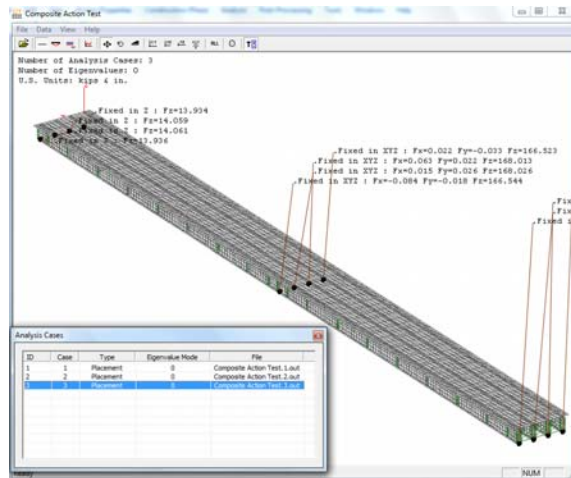 Composite Action Test
File Data View Help
Number of Analysis Cases: 3
Number of Eigenvalues: 0
U.S. Units: kips & in.
Fixed in Z : Fz=13.934
Fixed in Z : Fz=14.059
Fixed in Z : Fz=14.061
in Z : Fz=13.936
Fixed in XYZ : Fx=0.022 Fy=-0.033 Fz=166.523
Fixed in XYZ : Fx=0.063 Fy=0.022 Fz=168.013
Fixed in XYZ : Fx=0.015 Fy=0.026 Fz=168.026
Fixed in XYZ : Fx=-0.084 Fy=-0.018 Fz=166.544
Fixed i
Analysis Cases
ID Case Type Eigenvalue Mode File
1 1 Placement 0 Composite Action Test.1.out
2 2 Placement 0 Composite Action Test.2.out
3 3 Placement 0 Composite Action Test.3.out
Ready
NUM